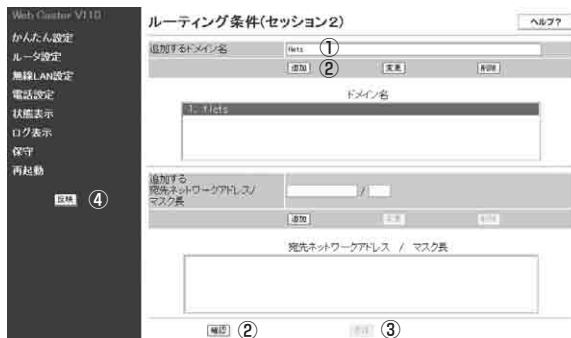 Web Caster V110
かんたん設定
ルータ設定
無線LAN設定
電話設定
状態表示
ログ表示
保守
再起動
反映 ④
ルーティング条件(セッション2)
ヘルプ?
追加するドメイン名 flets ①
追加 ② 変更 削除
ドメイン名
1. flets
追加する
宛先ネットワークアドレス/
マスク長
/
追加 変更 削除
宛先ネットワークアドレス / マスク長
確認 ② ③